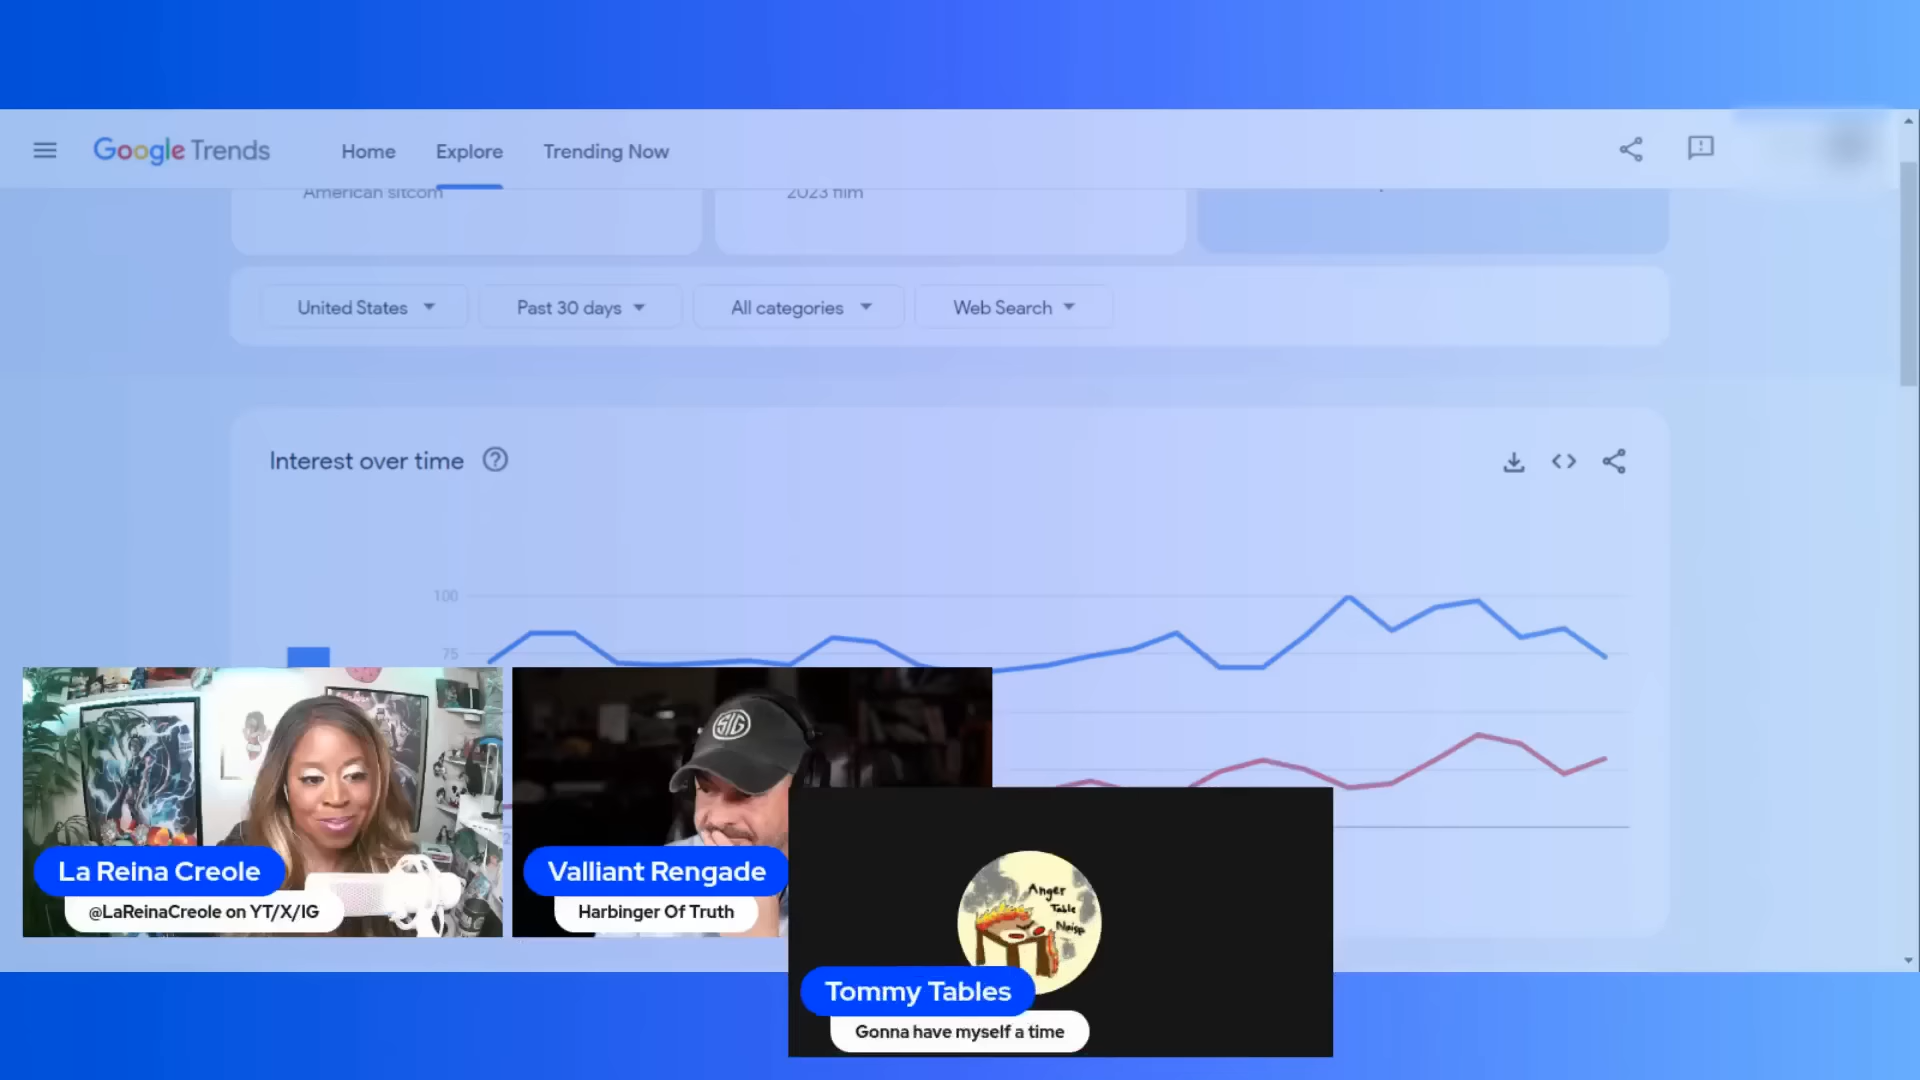 Google Trends
Home
Explore
Trending Now
American sitcom
2023 film
United States
Past 30 days
All categories
Web Search
Interest over time
100
75
SIG
La Reina Creole
@LaReinaCreole on YT/X/IG
Valliant Rengade
Harbinger Of Truth
Anger
Table
Noise
Tommy Tables
Gonna have myself a time